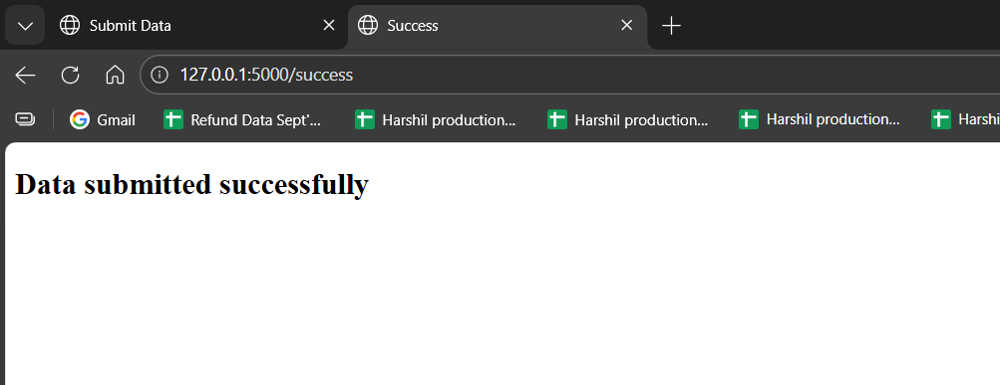 Submit Data
Success
127.0.0.1:5000/success
Gmail
Refund Data Sept'...
Harshil production...
Harshil production...
Harshil production...
Harshi
Data submitted successfully